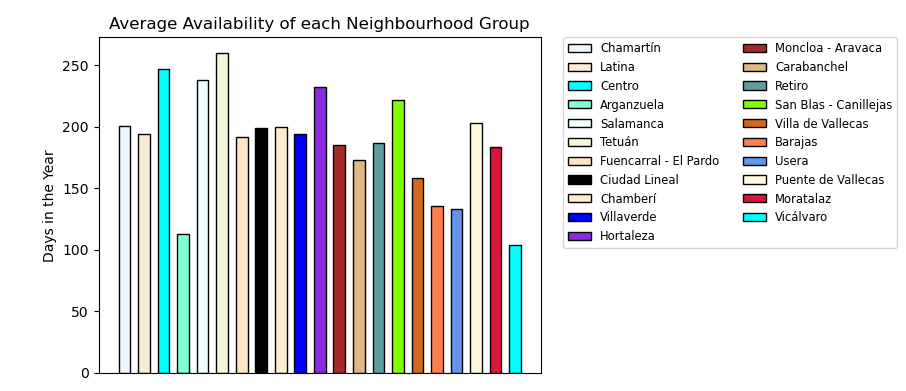 Average Availability of each Neighbourhood Group
Days in the Year
250
200
150
100
50
0
Chamartín
Latina
Centro
Arganzuela
Salamanca
Tetuán
Fuencarral - El Pardo
Ciudad Lineal
Chamberí
Villaverde
Hortaleza
Moncloa - Aravaca
Carabanchel
Retiro
San Blas - Canillejas
Villa de Vallecas
Barajas
Usera
Puente de Vallecas
Moratalaz
Vicálvaro